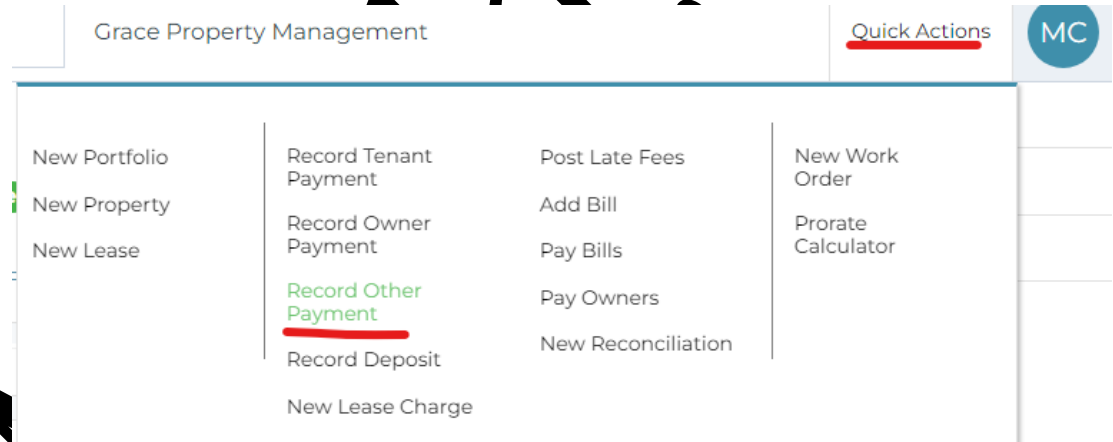 Grace Property Management
Quick Actions
MC
New Portfolio
New Property
New Lease
Record Tenant
Payment
Record Owner
Payment
Record Other
Payment
Record Deposit
New Lease Charge
Post Late Fees
Add Bill
Pay Bills
Pay Owners
New Reconciliation
New Work
Order
Prorate
Calculator